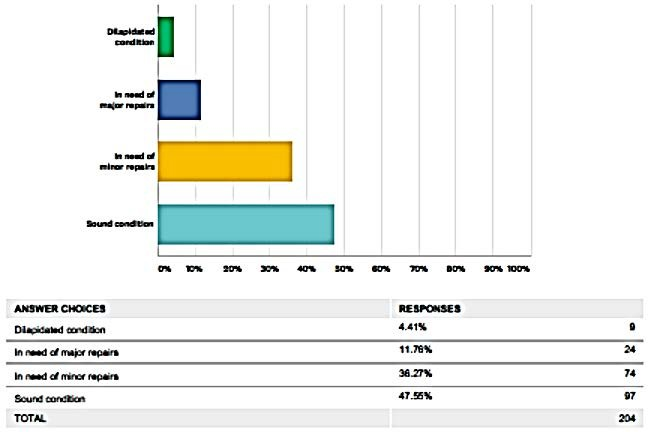 Dilapidated
condition
In need of
major repairs
In need of
minor repairs
Sound condition
0% 10% 20% 30% 40% 50% 60% 70% 80% 90% 100%
ANSWER CHOICES RESPONSES
Dilapidated condition 4.41% 9
In need of major repairs 11.76% 24
In need of minor repairs 36.27% 74
Sound condition 47.55% 97
TOTAL 204